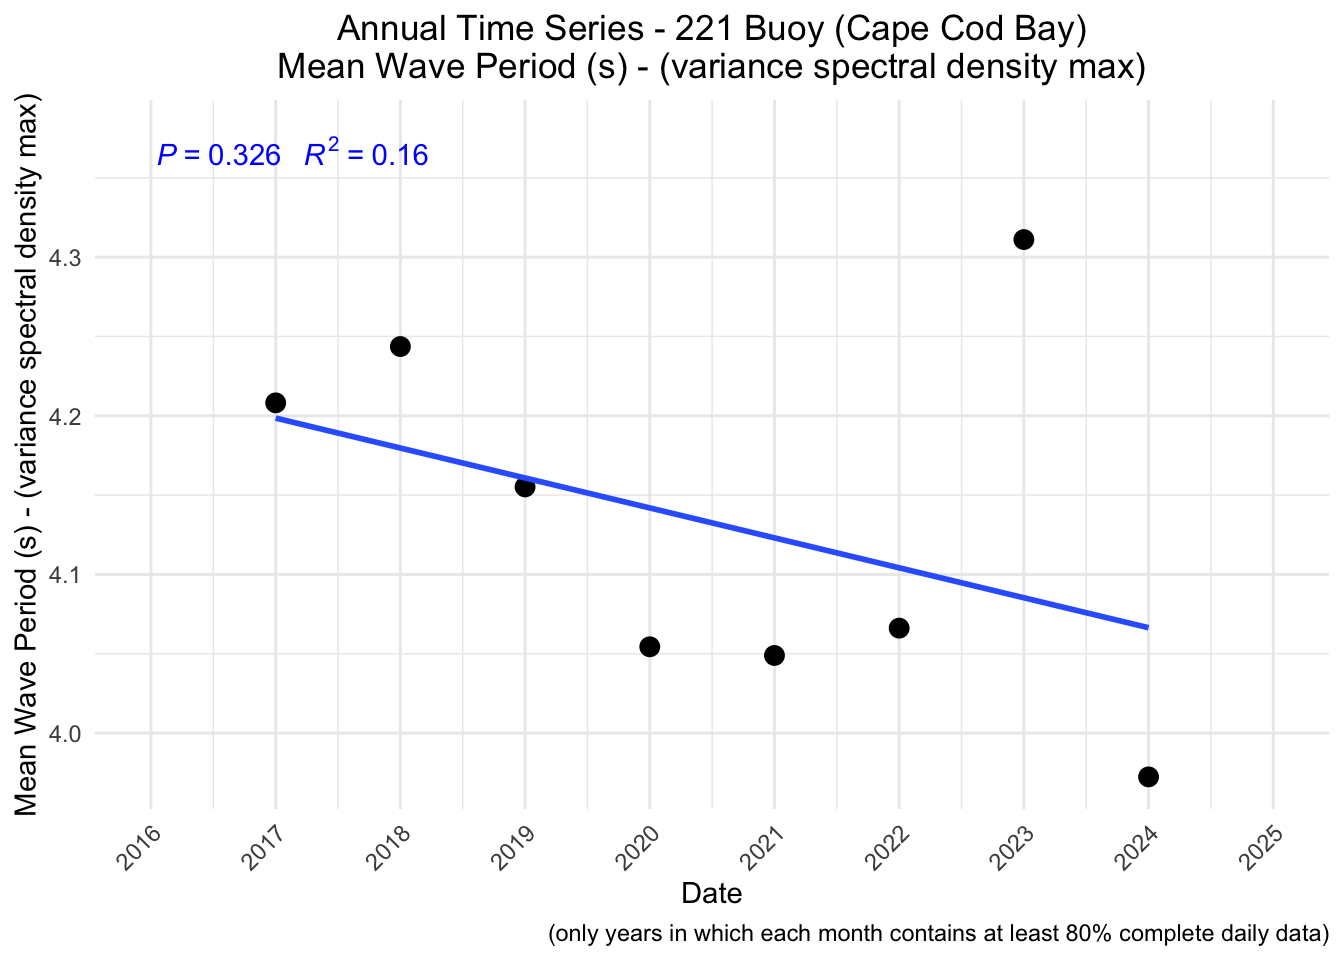 Annual Time Series - 221 Buoy (Cape Cod Bay)
Mean Wave Period (s) - (variance spectral density max)
Mean Wave Period (s) - (variance spectral density max)
P = 0.326 R² = 0.16
4.3
4.2
4.1
4.0
2016 2017 2018 2019 2020 2021 2022 2023 2024 2025
Date
(only years in which each month contains at least 80% complete daily data)